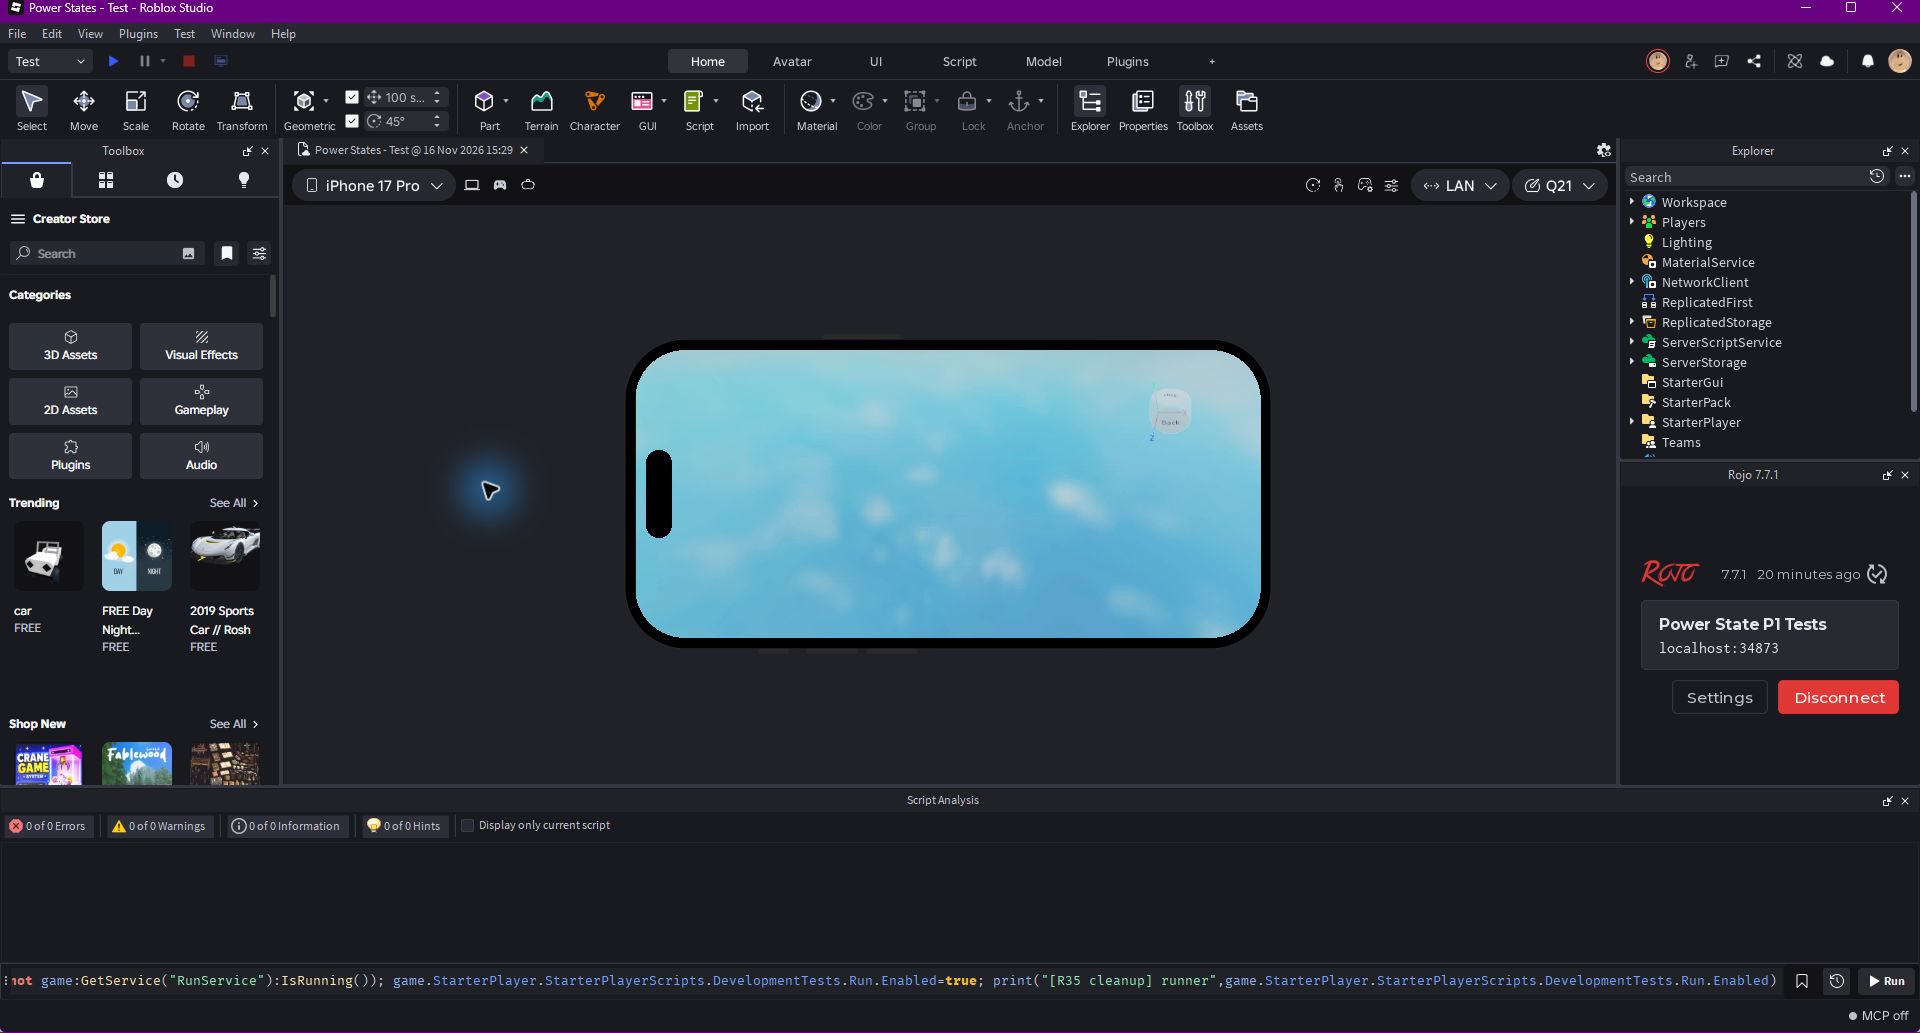 Power States - Test - Roblox Studio
File Edit View Plugins Test Window Help
Test
Home Avatar UI Script Model Plugins +
Select Move Scale Rotate Transform Geometric 100 s... 45° Part Terrain Character GUI Script Import Material Color Group Lock Anchor Explorer Properties Toolbox Assets
Toolbox
Creator Store
Search
Categories
3D Assets Visual Effects
2D Assets Gameplay
Plugins Audio
Trending See All
DAY NIGHT
car FREE Day 2019 Sports
FREE Night... Car // Rosh
FREE FREE
Shop New See All
CRANE GAME Fablewood
Power States - Test @ 16 Nov 2026 15:29
iPhone 17 Pro LAN Q21
Back
Z
Explorer
Search
Workspace
Players
Lighting
MaterialService
NetworkClient
ReplicatedFirst
ReplicatedStorage
ServerScriptService
ServerStorage
StarterGui
StarterPack
StarterPlayer
Teams
Rojo 7.7.1
ROJO 7.7.1 20 minutes ago
Power State P1 Tests
localhost:34873
Settings Disconnect
Script Analysis
0 of 0 Errors 0 of 0 Warnings 0 of 0 Information 0 of 0 Hints Display only current script
not game:GetService("RunService"):IsRunning()); game.StarterPlayer.StarterPlayerScripts.DevelopmentTests.Run.Enabled=true; print("[R35 cleanup] runner",game.StarterPlayer.StarterPlayerScripts.DevelopmentTests.Run.Enabled)
Run
MCP off